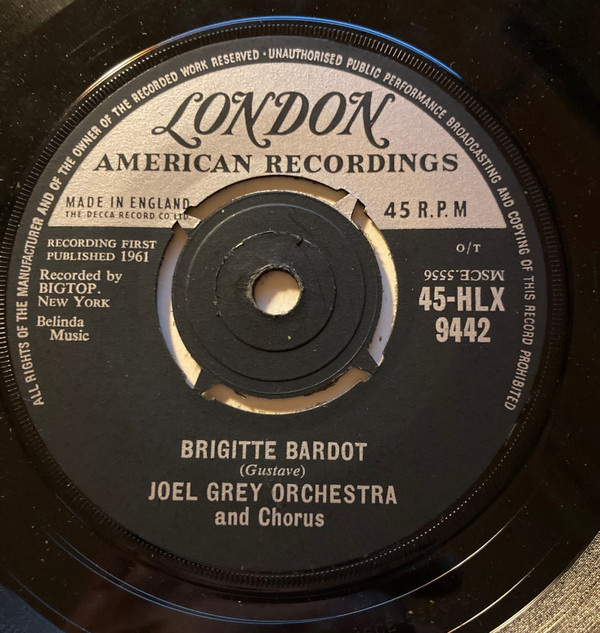 ALL RIGHTS OF THE MANUFACTURER AND OF THE OWNER OF THE RECORDED WORK RESERVED · UNAUTHORISED PUBLIC PERFORMANCE BROADCASTING AND COPYING OF THIS RECORD PROHIBITED
LONDON
AMERICAN RECORDINGS
MADE IN ENGLAND
THE DECCA RECORD CO. LTD.
45 R.P.M
RECORDING FIRST
PUBLISHED 1961
Recorded by
BIGTOP.
NEW YORK
Belinda
Music
O/T
MSCE.5556
45-HLX
9442
BRIGITTE BARDOT
(Gustave)
JOEL GREY ORCHESTRA
and Chorus